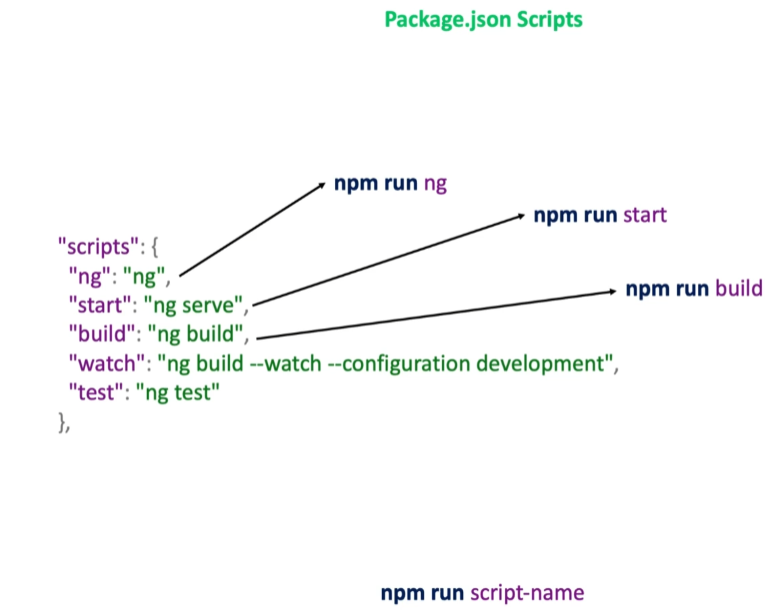 Package.json Scripts
npm run ng
npm run start
"scripts": {
"ng": "ng",
"start": "ng serve",
npm run build
"build": "ng build",
"watch": "ng build --watch --configuration development",
"test": "ng test"
},
npm run script-name